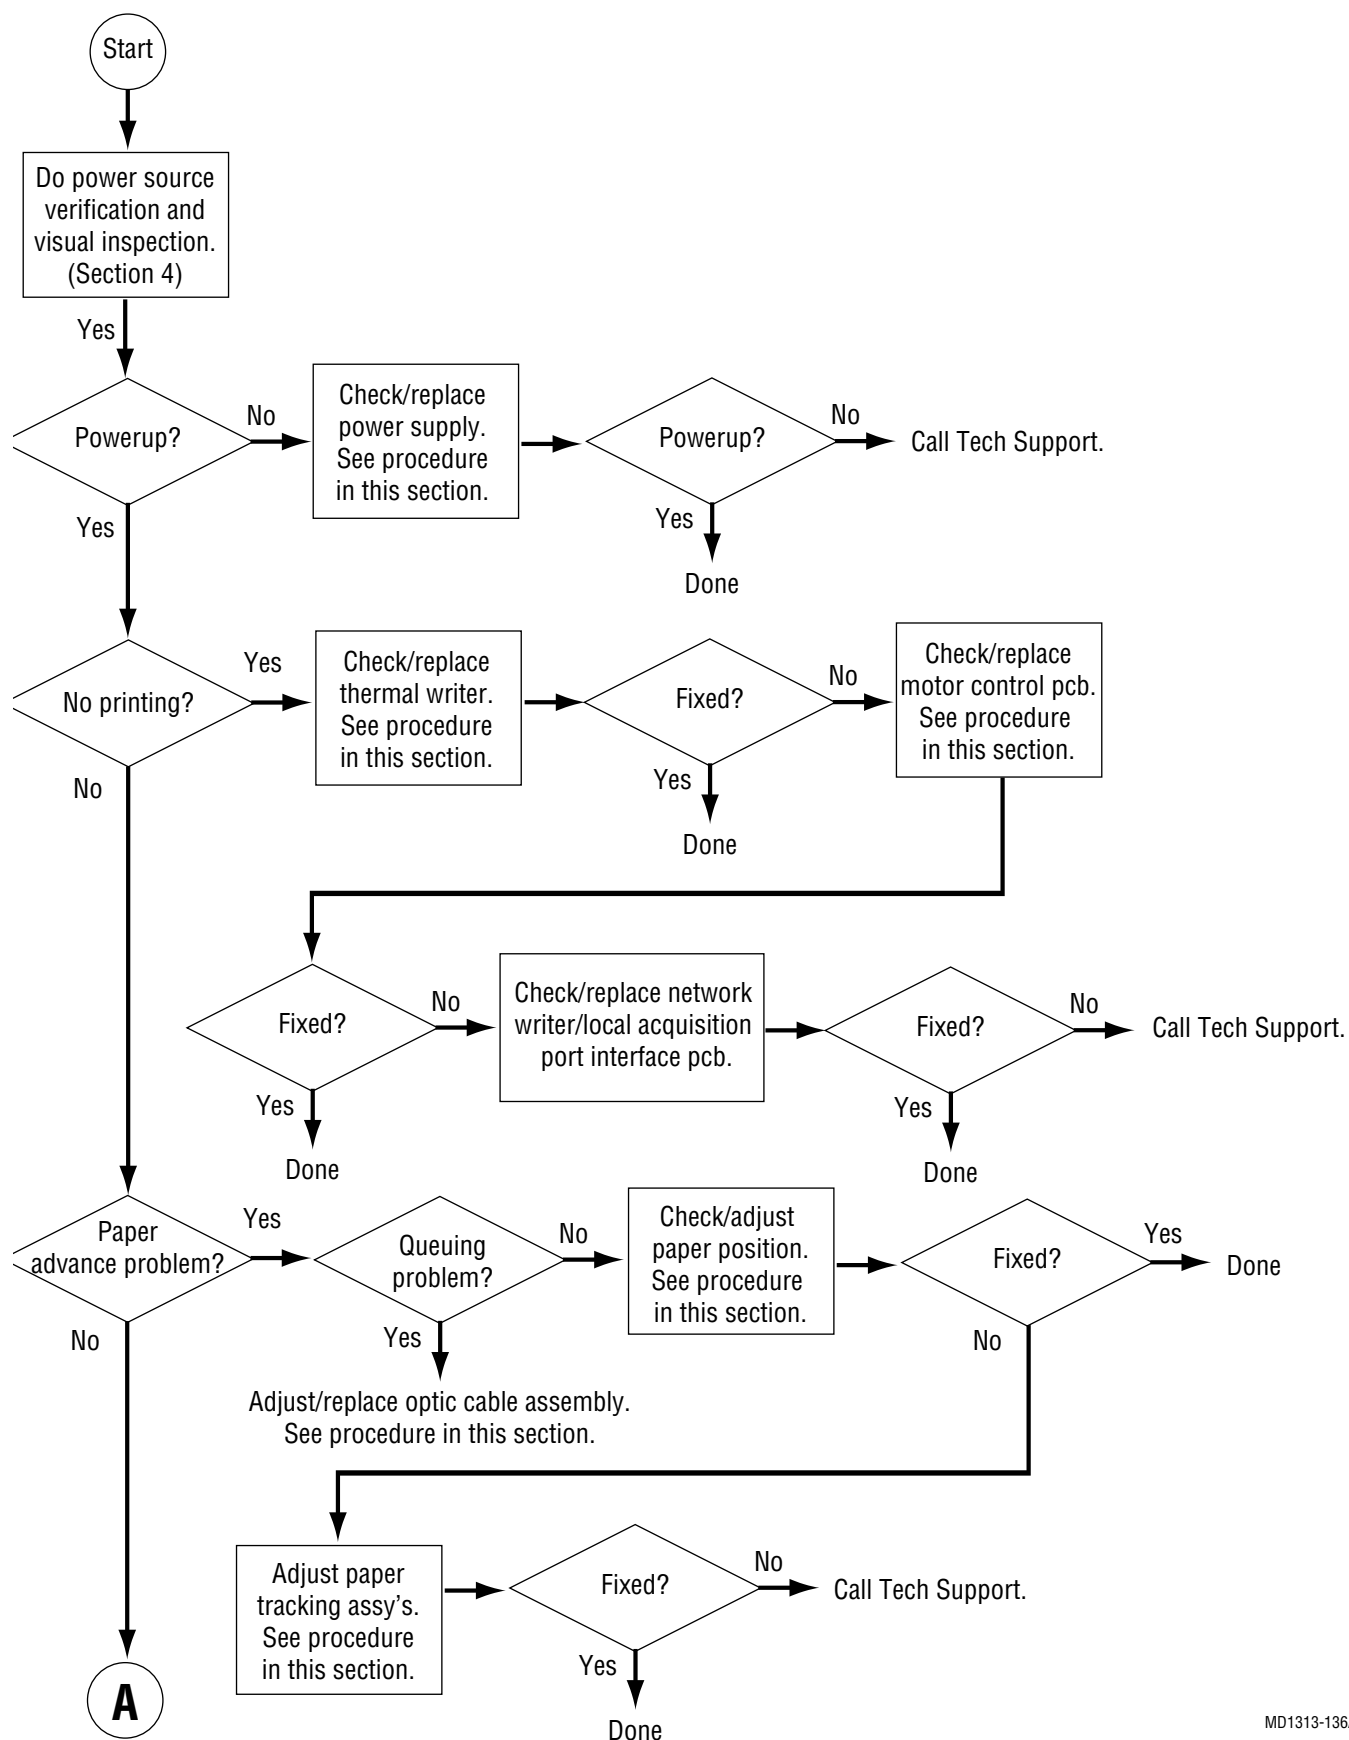 Start
Do power source
verification and
visual inspection.
(Section 4)
Yes
Powerup?
No
Check/replace
power supply.
See procedure
in this section.
Powerup?
No
Call Tech Support.
Yes
Yes
Done
No printing?
Yes
Check/replace
thermal writer.
See procedure
in this section.
Fixed?
No
Check/replace
motor control pcb.
See procedure
in this section.
No
Yes
Done
Fixed?
No
Check/replace network
writer/local acquisition
port interface pcb.
Fixed?
No
Call Tech Support.
Yes
Done
Yes
Done
Paper
advance problem?
Yes
Queuing
problem?
No
Check/adjust
paper position.
See procedure
in this section.
Fixed?
Yes
Done
No
Yes
No
Adjust/replace optic cable assembly.
See procedure in this section.
Adjust paper
tracking assy's.
See procedure
in this section.
Fixed?
No
Call Tech Support.
Yes
Done
A
MD1313-136